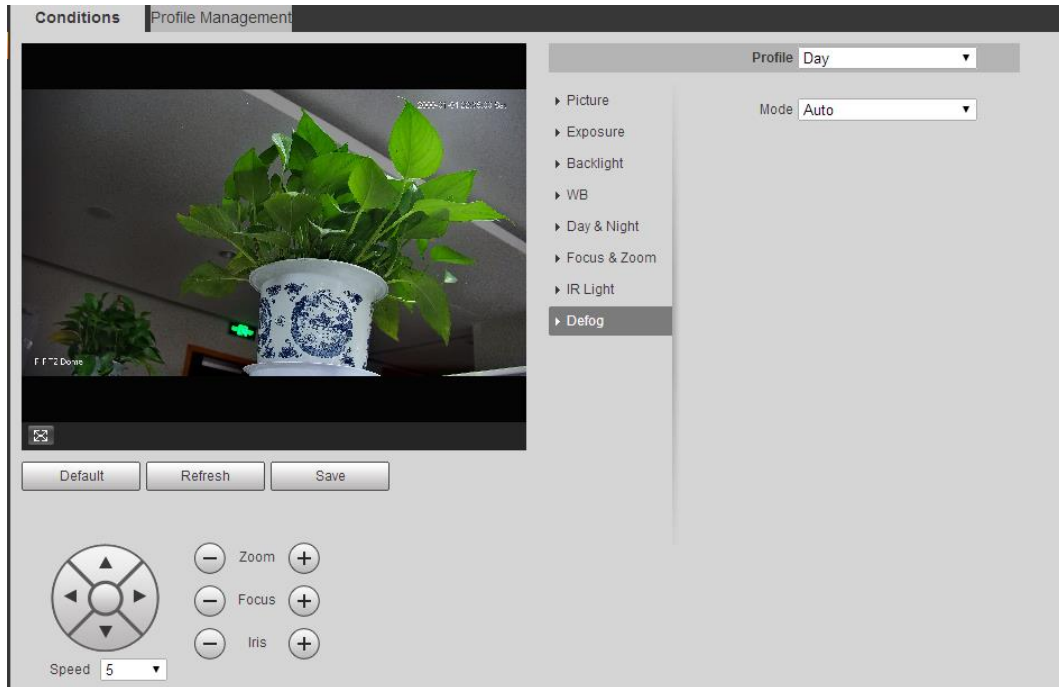 Conditions Profile Management
Profile Day
Picture
Mode Auto
Exposure
Backlight
WB
Day & Night
Focus & Zoom
IR Light
Defog
Default Refresh Save
Zoom
Focus
Iris
Speed 5